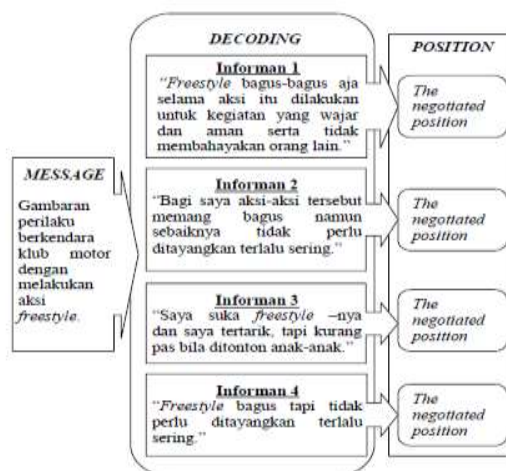 DECODING
POSITION
Informan 1
“Freestyle bagus-bagus aja
selama aksi itu dilakukan
untuk kegiatan yang wajar
dan aman serta tidak
membahayakan orang lain.”
The
negotiated
position
MESSAGE
Gambaran
perilaku
berkendara
klub motor
dengan
melakukan
aksi
freestyle.
Informan 2
“Bagi saya aksi-aksi tersebut
memang bagus namun
sebaiknya tidak perlu
ditayangkan terlalu sering.”
The
negotiated
position
Informan 3
“Saya suka freestyle –nya
dan saya tertarik, tapi kurang
pas bila ditonton anak-anak.”
The
negotiated
position
Informan 4
“Freestyle bagus tapi tidak
perlu ditayangkan terlalu
sering.”
The
negotiated
position